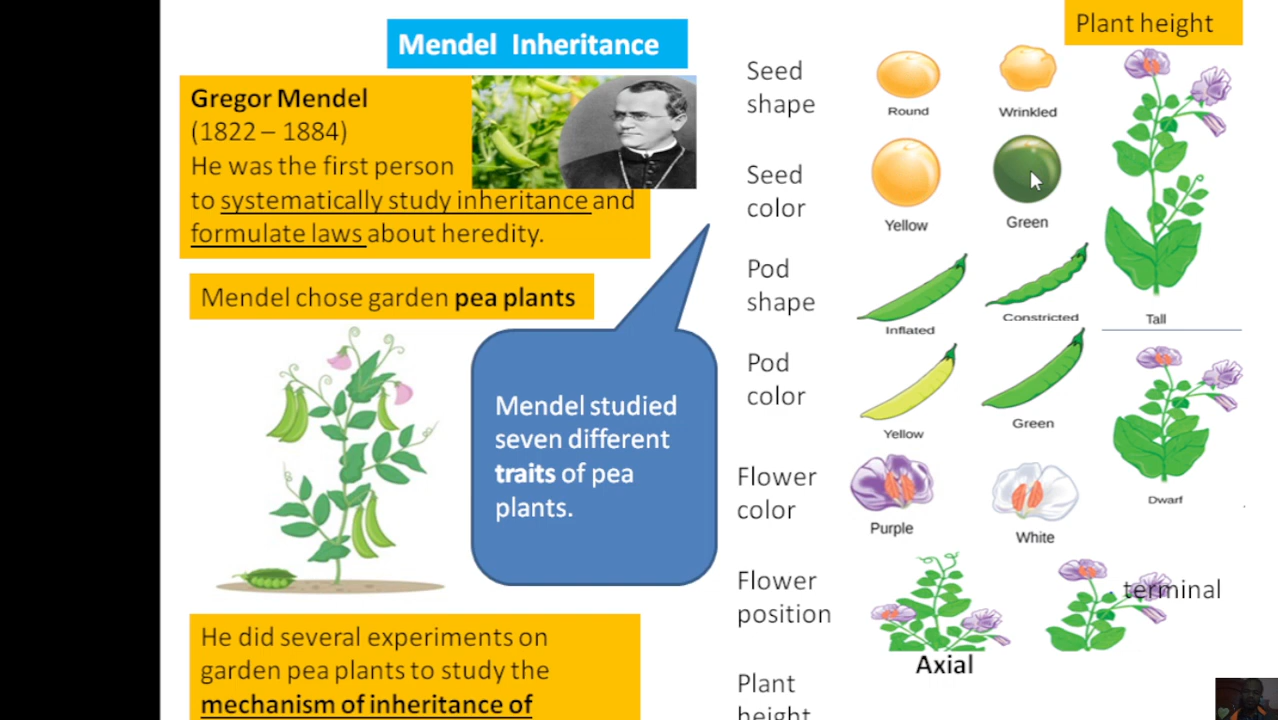 Mendel Inheritance
Gregor Mendel
(1822 – 1884)
He was the first person
to systematically study inheritance and
formulate laws about heredity.
Mendel chose garden pea plants
Mendel studied
seven different
traits of pea
plants.
He did several experiments on
garden pea plants to study the
mechanism of inheritance of
Plant height
Seed
shape
Round
Wrinkled
Seed
color
Yellow
Green
Pod
shape
Inflated
Constricted
Tall
Pod
color
Yellow
Green
Dwarf
Flower
color
Purple
White
Flower
position
Axial
terminal
Plant
height